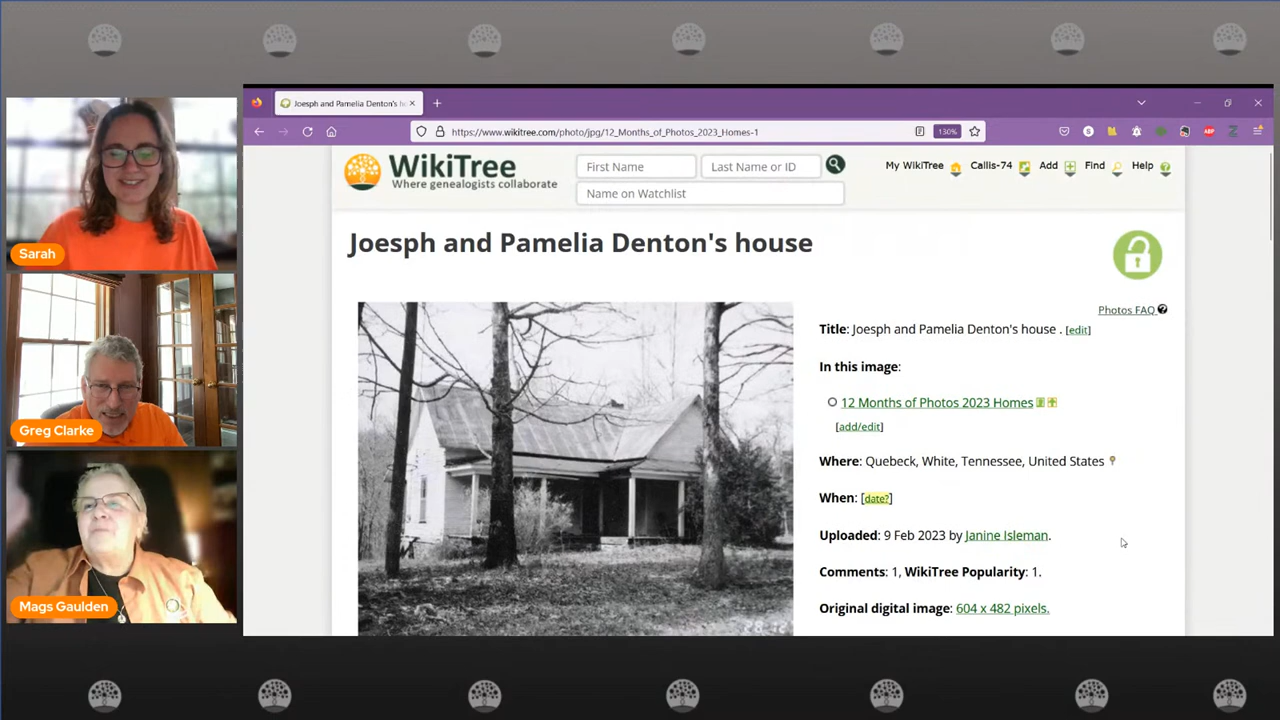 Joesph and Pamelia Denton's ho
https://www.wikitree.com/photo/jpg/12_Months_of_Photos_2023_Homes-1
130%
WikiTree
Where genealogists collaborate
First Name
Last Name or ID
Name on Watchlist
My WikiTree
Callis-74
Add
Find
Help
Joesph and Pamelia Denton's house
Photos FAQ
Title: Joesph and Pamelia Denton's house . [edit]
In this image:
12 Months of Photos 2023 Homes
[add/edit]
Where: Quebeck, White, Tennessee, United States
When: [date?]
Uploaded: 9 Feb 2023 by Janine Isleman.
Comments: 1, WikiTree Popularity: 1.
Original digital image: 604 x 482 pixels.
Sarah
Greg Clarke
Mags Gaulden
ABP